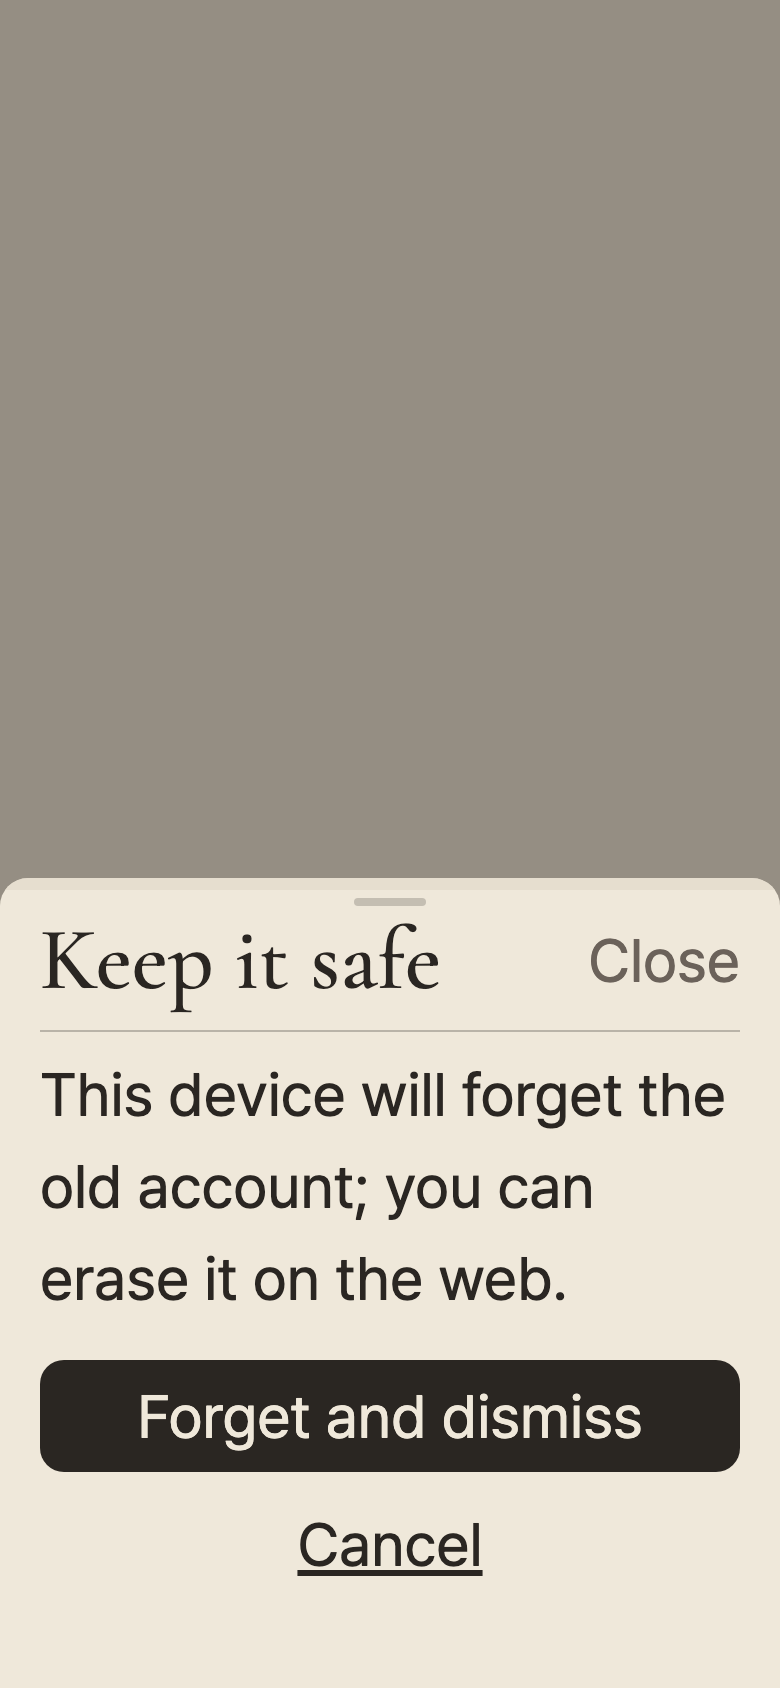 Keep it safe
Close
This device will forget the
old account; you can
erase it on the web.
Forget and dismiss
Cancel